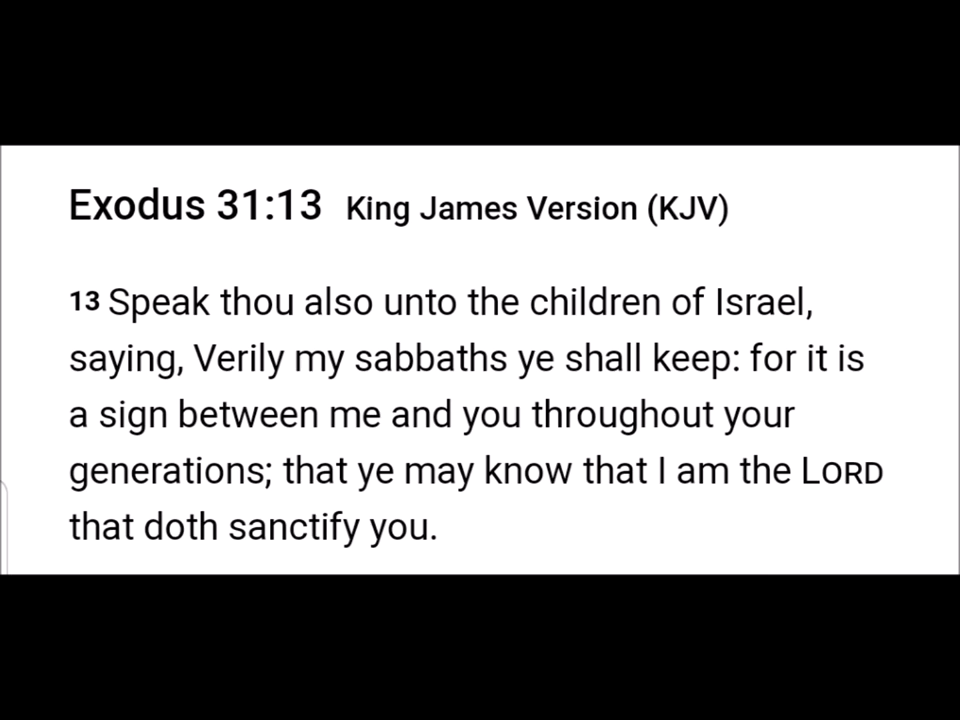 Exodus 31:13 King James Version (KJV)
13 Speak thou also unto the children of Israel,
saying, Verily my sabbaths ye shall keep: for it is
a sign between me and you throughout your
generations; that ye may know that I am the LORD
that doth sanctify you.